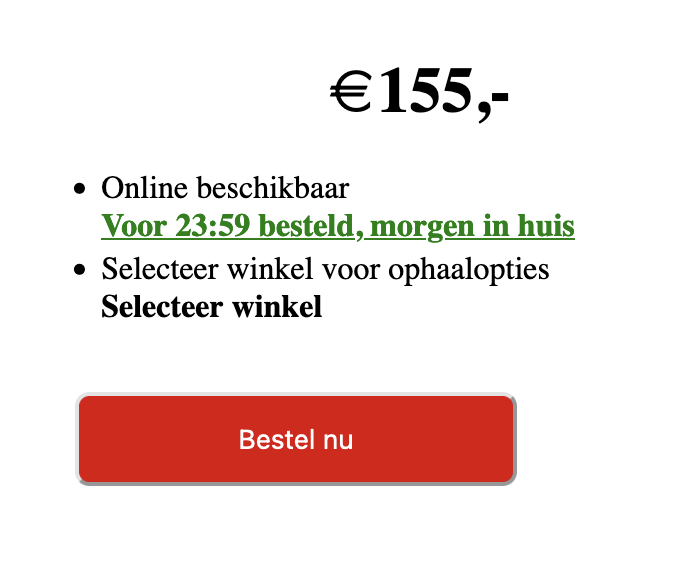 €155,-
Online beschikbaar
Voor 23:59 besteld, morgen in huis
Selecteer winkel voor ophaalopties
Selecteer winkel
Bestel nu